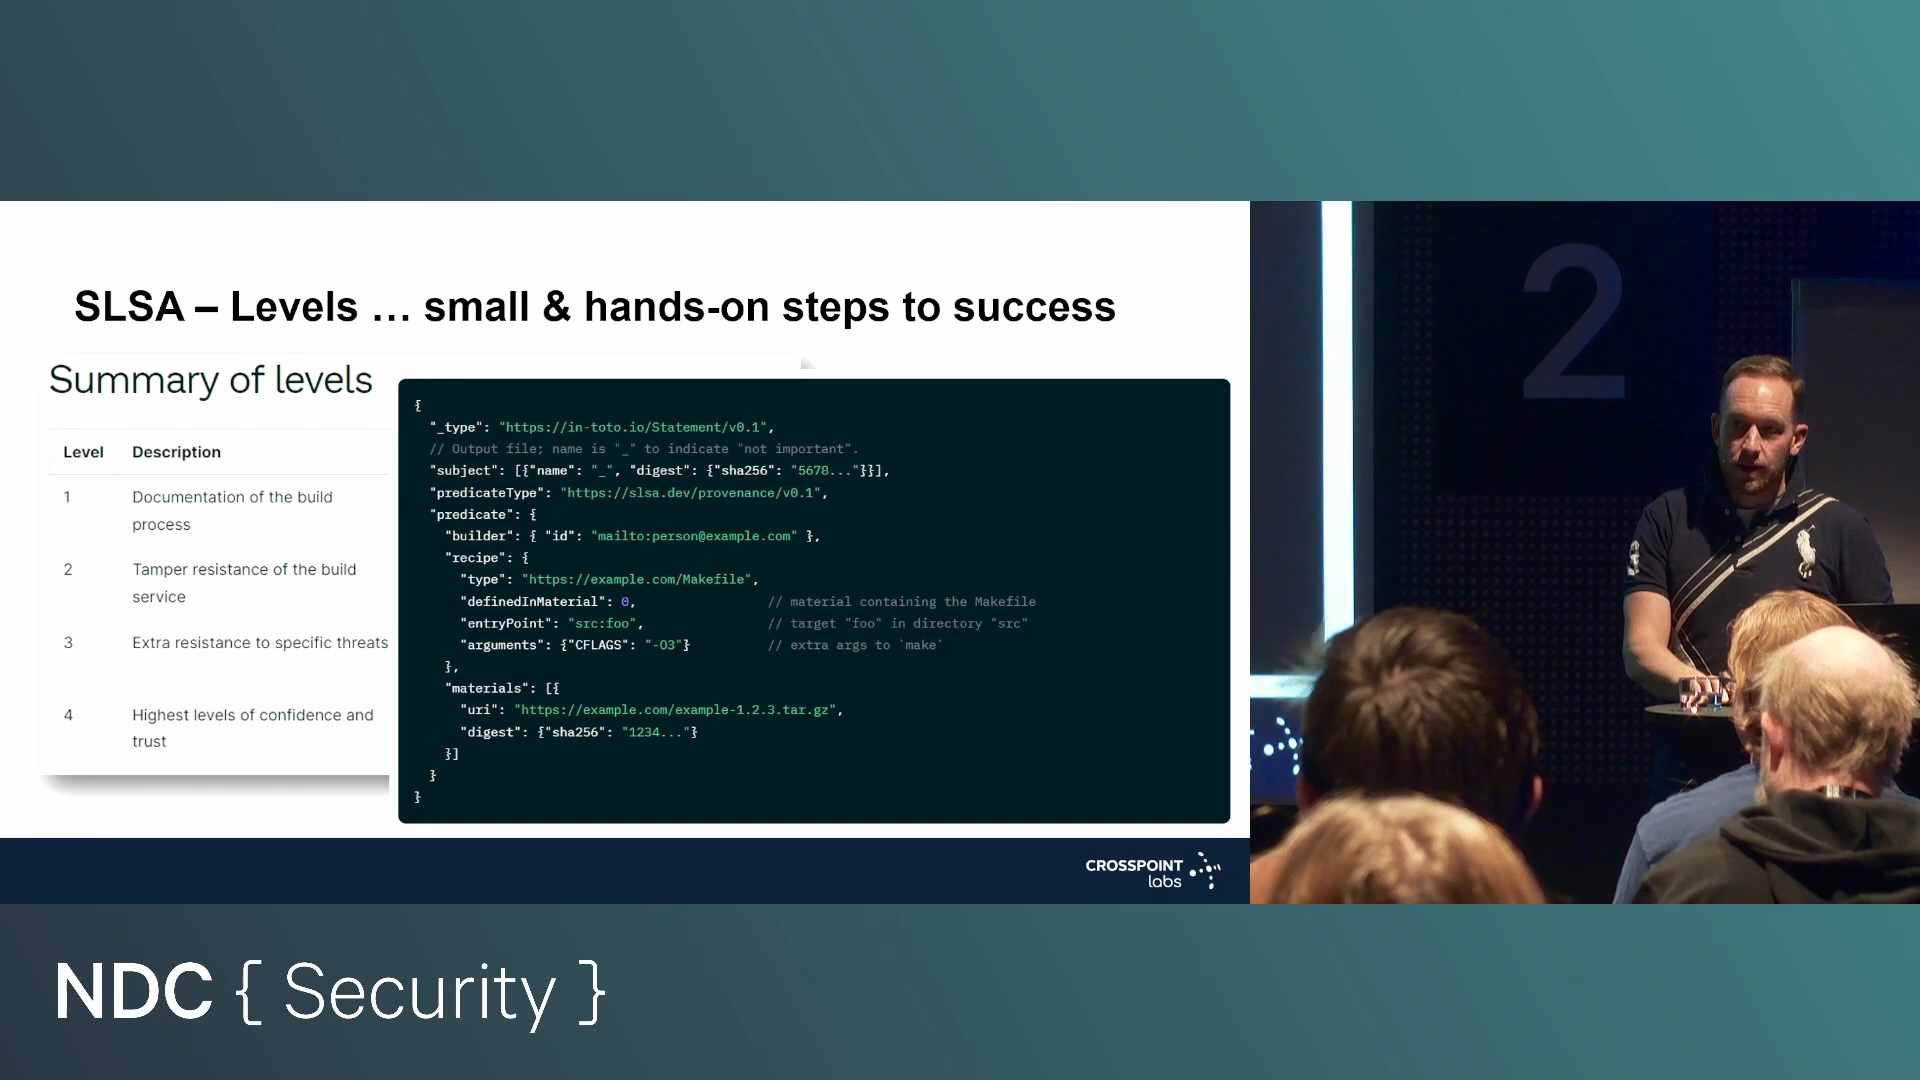 SLSA – Levels … small & hands-on steps to success
Summary of levels
Level Description
1 Documentation of the build
process
2 Tamper resistance of the build
service
3 Extra resistance to specific threats
4 Highest levels of confidence and
trust
{
"_type": "https://in-toto.io/Statement/v0.1",
// Output file; name is "_" to indicate "not important".
"subject": [{"name": "_", "digest": {"sha256": "5678..."}}],
"predicateType": "https://slsa.dev/provenance/v0.1",
"predicate": {
"builder": { "id": "mailto:person@example.com" },
"recipe": {
"type": "https://example.com/Makefile",
"definedInMaterial": 0, // material containing the Makefile
"entryPoint": "src:foo", // target "foo" in directory "src"
"arguments": {"CFLAGS": "-O3"} // extra args to `make`
},
"materials": [{
"uri": "https://example.com/example-1.2.3.tar.gz",
"digest": {"sha256": "1234..."}
}]
}
}
CROSSPOINT
labs
2
NDC { Security }